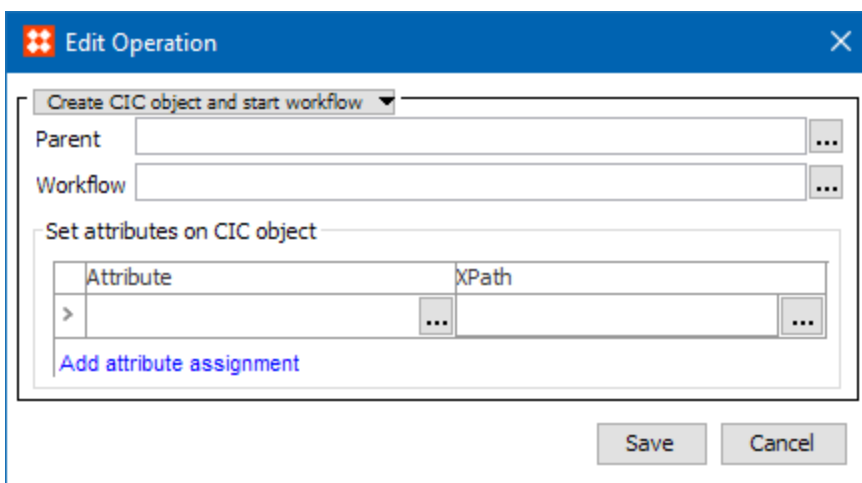 Edit Operation
Create CIC object and start workflow
Parent ...
Workflow ...
Set attributes on CIC object
Attribute XPath
> ... ...
Add attribute assignment
Save Cancel